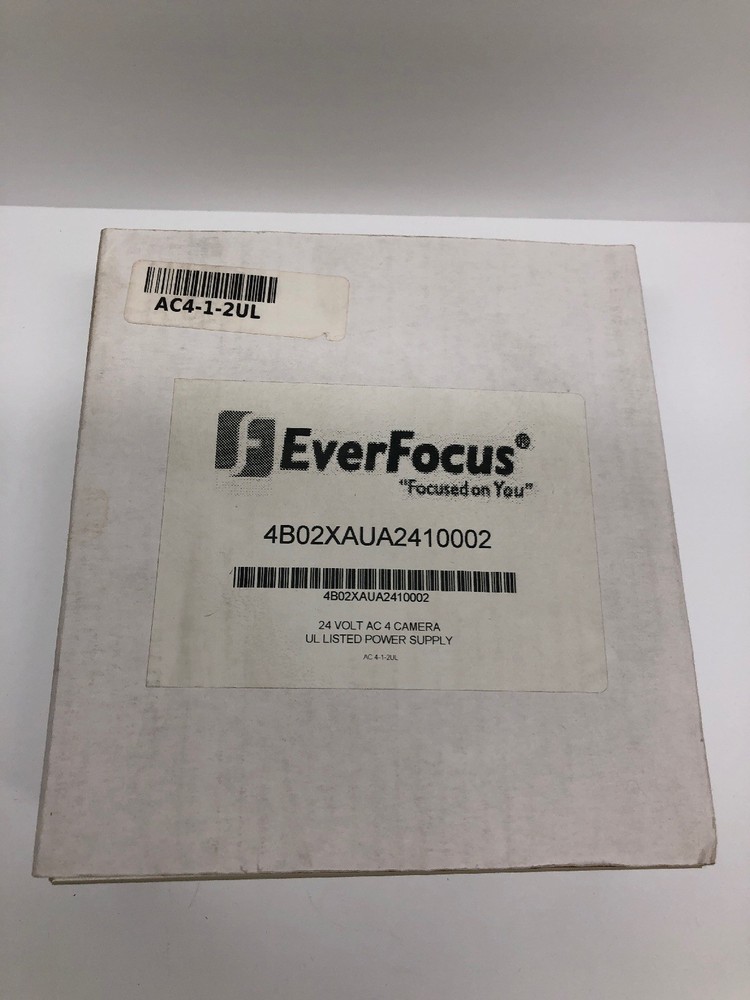 AC4-1-2UL
EverFocus®
"Focused on You"
4B02XAUA2410002
4B02XAUA2410002
24 VOLT AC 4 CAMERA
UL LISTED POWER SUPPLY
AC 4-1-2UL